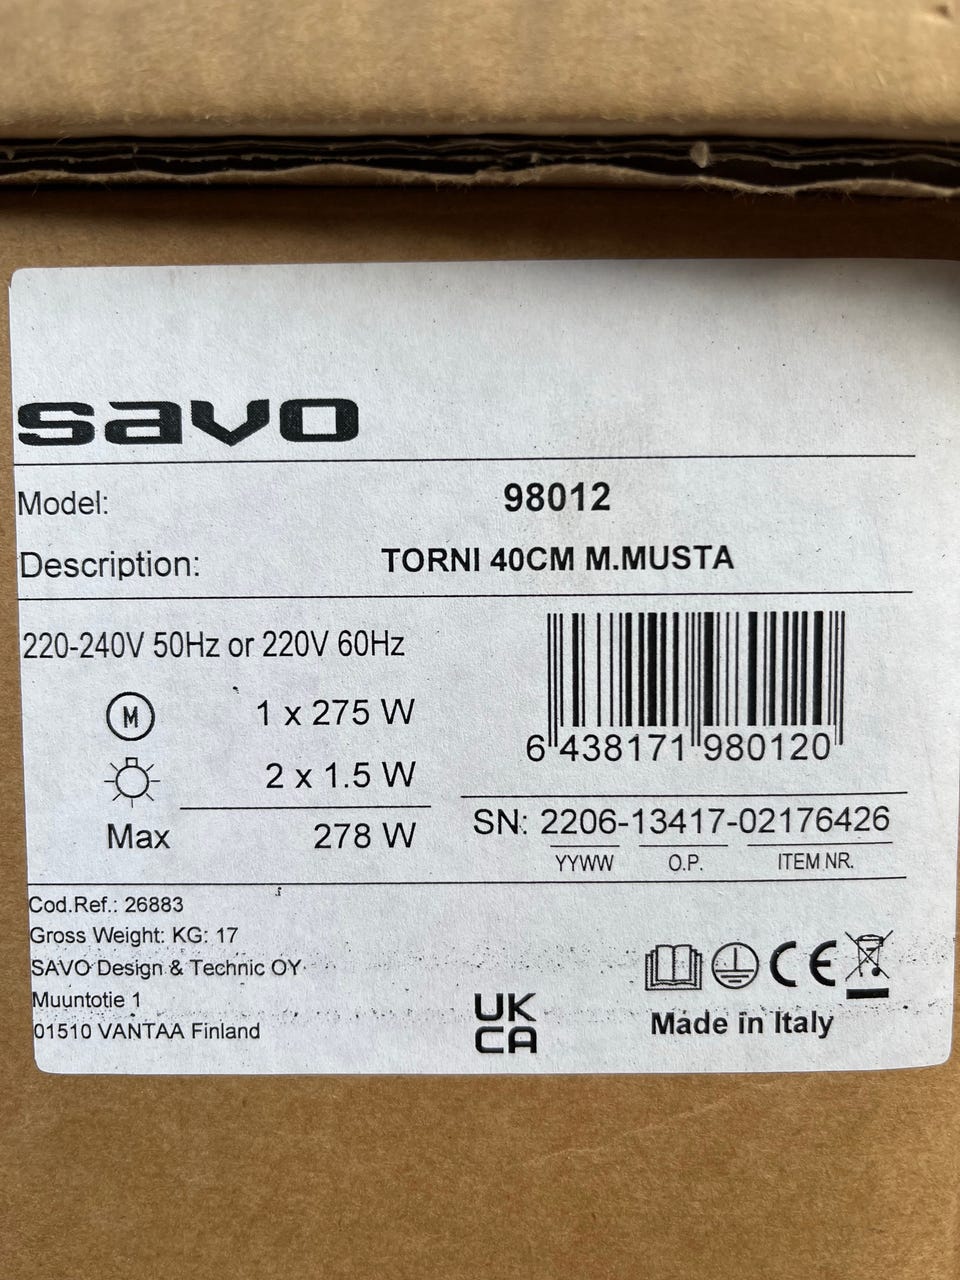 savo
Model: 98012
Description: TORNI 40CM M.MUSTA
220-240V 50Hz or 220V 60Hz
M 1 x 275 W
2 x 1.5 W
Max 278 W
6 438171 980120
SN: 2206-13417-02176426
YYWW O.P. ITEM NR.
Cod.Ref.: 26883
Gross Weight: KG: 17
SAVO Design & Technic OY
Muuntotie 1
01510 VANTAA Finland
UK
CA
CE
Made in Italy